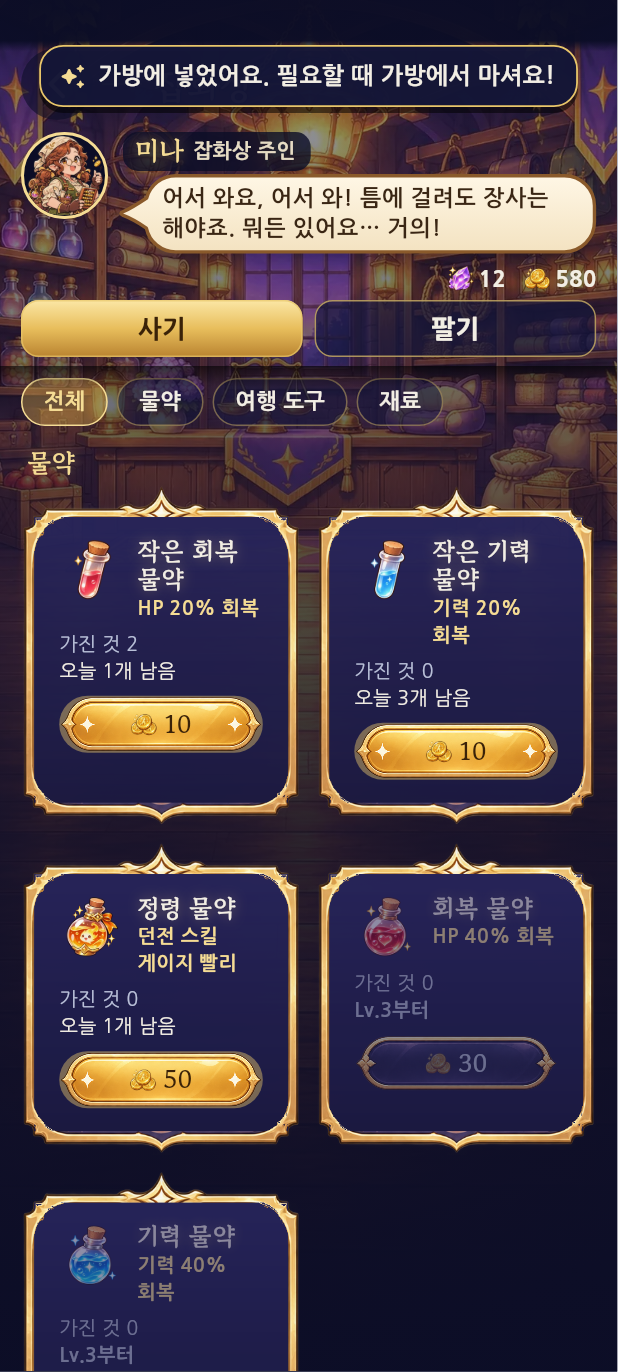 가방에 넣었어요. 필요할 때 가방에서 마셔요!
미나 잡화상 주인
어서 와요, 어서 와! 틈에 걸려도 장사는
해야죠. 뭐든 있어요… 거의!
12 580
사기 팔기
전체 물약 여행 도구 재료
물약
작은 회복
물약
HP 20% 회복
가진 것 2
오늘 1개 남음
10
작은 기력
물약
기력 20%
회복
가진 것 0
오늘 3개 남음
10
정령 물약
던전 스킬
게이지 빨리
가진 것 0
오늘 1개 남음
50
회복 물약
HP 40% 회복
가진 것 0
Lv.3부터
30
기력 물약
기력 40%
회복
가진 것 0
Lv.3부터